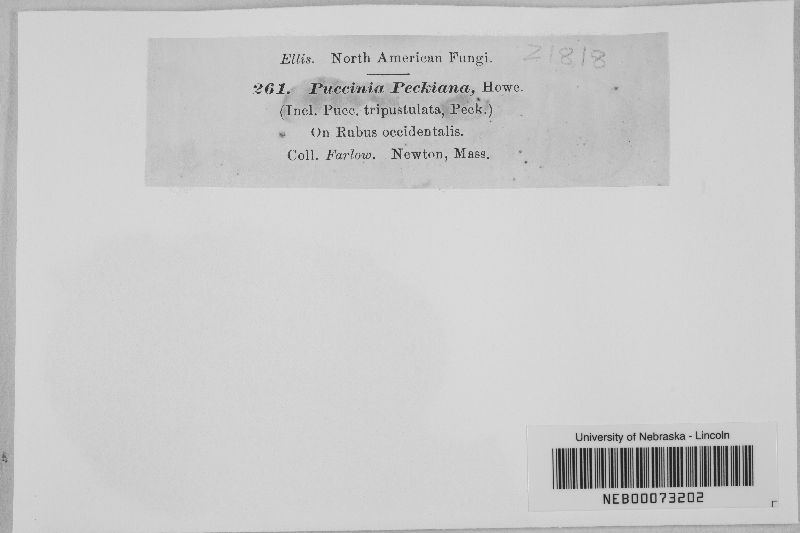 Ellis. North American Fungi.
21818
261. Puccinia Peckiana, Howe.
(Incl. Pucc. tripustulata, Peck.)
On Rubus occidentalis.
Coll. Farlow. Newton, Mass.
University of Nebraska - Lincoln
NEB00073202